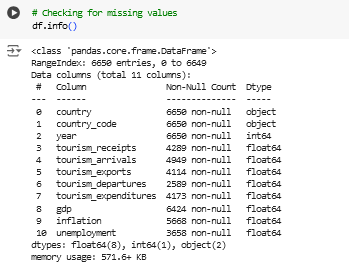 # Checking for missing values
df.info()
<class 'pandas.core.frame.DataFrame'>
RangeIndex: 6650 entries, 0 to 6649
Data columns (total 11 columns):
 #   Column                Non-Null Count  Dtype
---  ------                --------------  -----
 0   country               6650 non-null   object
 1   country_code          6650 non-null   object
 2   year                  6650 non-null   int64
 3   tourism_receipts      4289 non-null   float64
 4   tourism_arrivals      4949 non-null   float64
 5   tourism_exports       4114 non-null   float64
 6   tourism_departures    2589 non-null   float64
 7   tourism_expenditures  4173 non-null   float64
 8   gdp                   6424 non-null   float64
 9   inflation             5668 non-null   float64
 10  unemployment          3658 non-null   float64
dtypes: float64(8), int64(1), object(2)
memory usage: 571.6+ KB